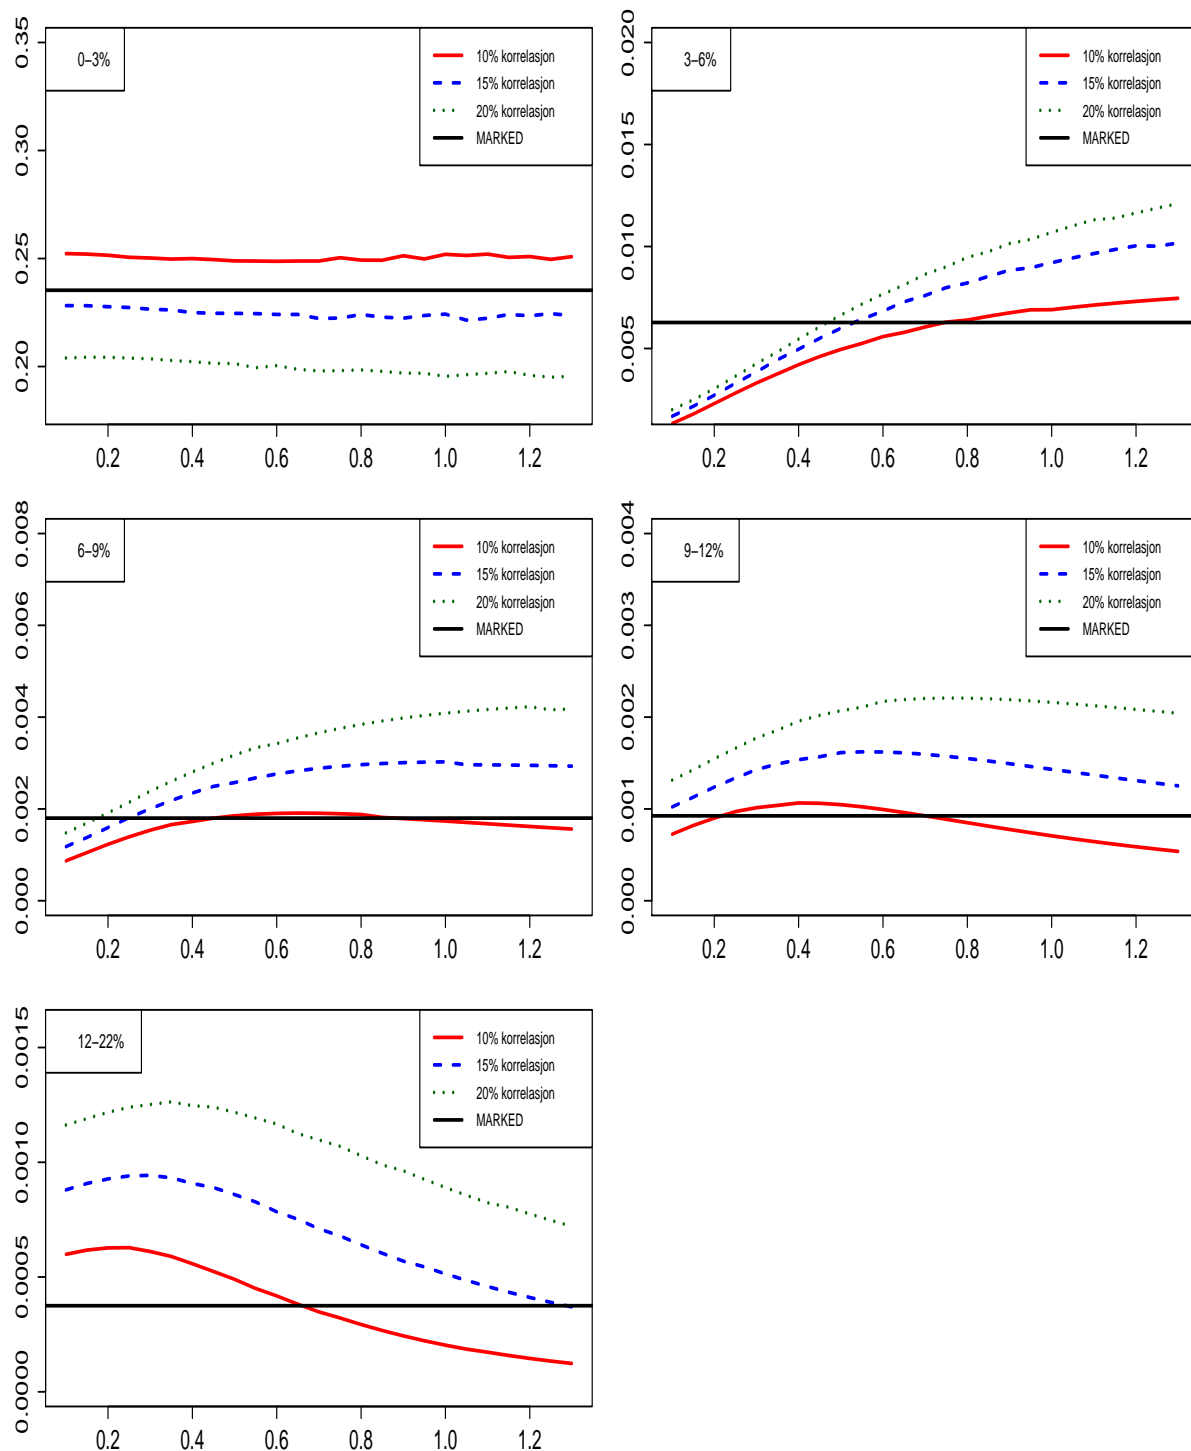 0.35
0.30
0.25
0.20
0–3%
10% korrelasjon
15% korrelasjon
20% korrelasjon
MARKED
0.2 0.4 0.6 0.8 1.0 1.2
0.020
0.015
0.010
0.005
3–6%
10% korrelasjon
15% korrelasjon
20% korrelasjon
MARKED
0.2 0.4 0.6 0.8 1.0 1.2
0.008
0.006
0.004
0.002
0.000
6–9%
10% korrelasjon
15% korrelasjon
20% korrelasjon
MARKED
0.2 0.4 0.6 0.8 1.0 1.2
0.004
0.003
0.002
0.001
0.000
9–12%
10% korrelasjon
15% korrelasjon
20% korrelasjon
MARKED
0.2 0.4 0.6 0.8 1.0 1.2
0.0015
0.0010
0.0005
0.0000
12–22%
10% korrelasjon
15% korrelasjon
20% korrelasjon
MARKED
0.2 0.4 0.6 0.8 1.0 1.2